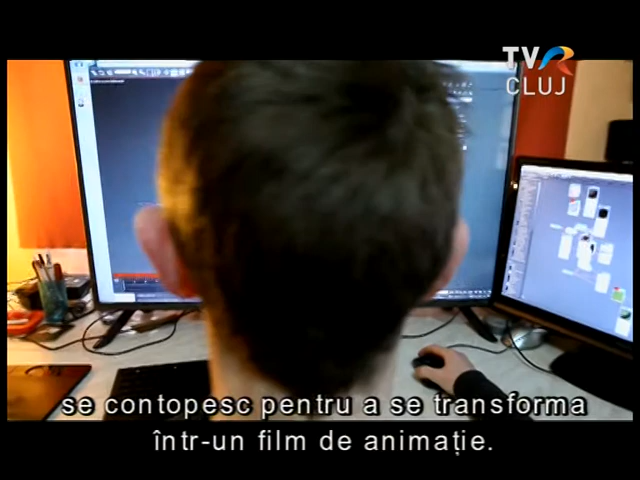 TVR
CLUJ
se contopesc pentru a se transforma
într-un film de animație.